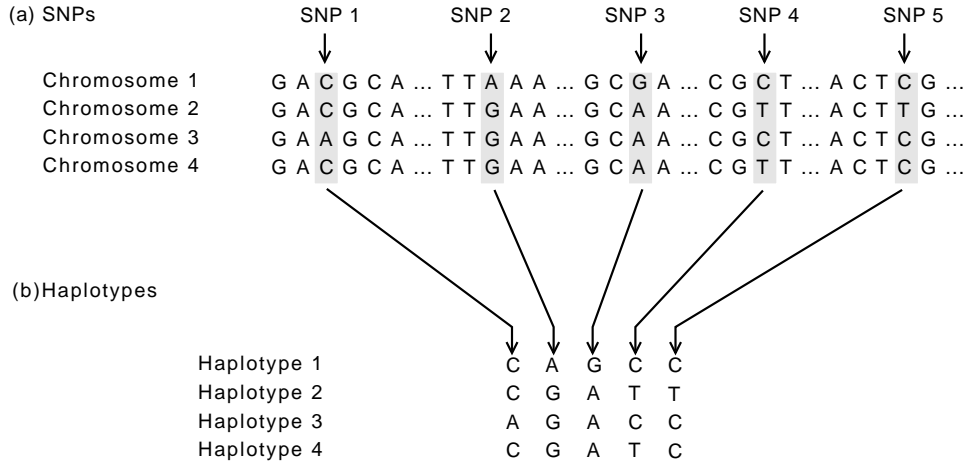 (a) SNPs SNP 1 SNP 2 SNP 3 SNP 4 SNP 5
Chromosome 1 G A C G C A ... T T A A A ... G C G A ... C G C T ... A C T C G ...
Chromosome 2 G A C G C A ... T T G A A ... G C A A ... C G T T ... A C T T G ...
Chromosome 3 G A A G C A ... T T G A A ... G C A A ... C G C T ... A C T C G ...
Chromosome 4 G A C G C A ... T T G A A ... G C A A ... C G T T ... A C T C G ...
(b)Haplotypes
Haplotype 1 C A G C C
Haplotype 2 C G A T T
Haplotype 3 A G A C C
Haplotype 4 C G A T C